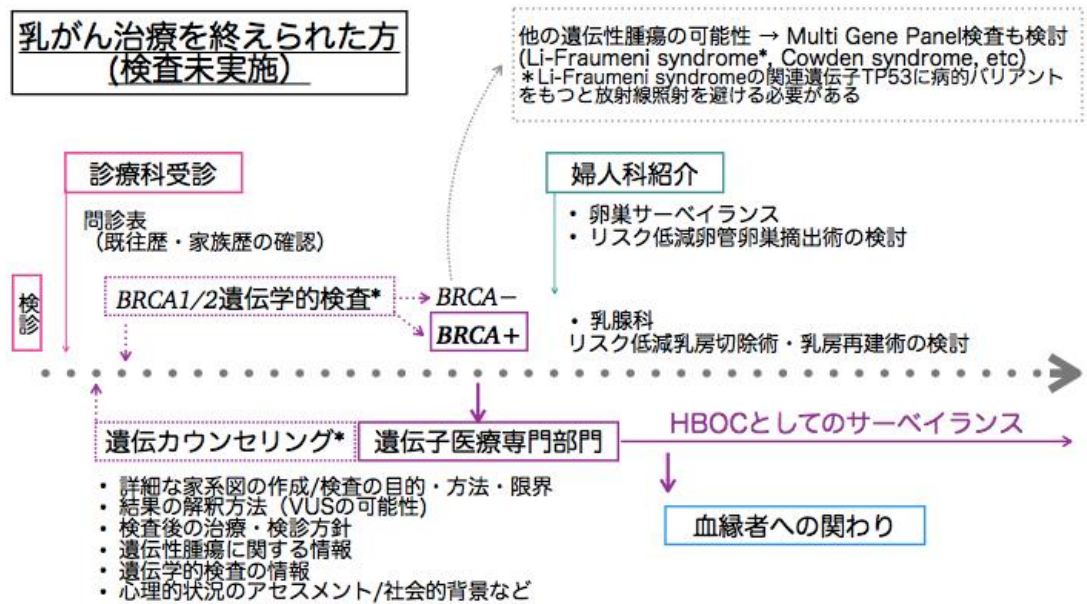 乳がん治療を終えられた方
(検査未実施）
他の遺伝性腫瘍の可能性 → Multi Gene Panel検査も検討
(Li-Fraumeni syndrome*, Cowden syndrome, etc)
＊Li-Fraumeni syndromeの関連遺伝子TP53に病的バリアント
をもつと放射線照射を避ける必要がある
診療科受診
問診表
（既往歴・家族歴の確認）
検診
BRCA1/2遺伝学的検査*
BRCA−
BRCA+
婦人科紹介
• 卵巣サーベイランス
• リスク低減卵管卵巣摘出術の検討
• 乳腺科
リスク低減乳房切除術・乳房再建術の検討
遺伝カウンセリング*
遺伝子医療専門部門
HBOCとしてのサーベイランス
• 詳細な家系図の作成/検査の目的・方法・限界
• 結果の解釈方法（VUSの可能性)
• 検査後の治療・検診方針
• 遺伝性腫瘍に関する情報
• 遺伝学的検査の情報
• 心理的状況のアセスメント/社会的背景など
血縁者への関わり